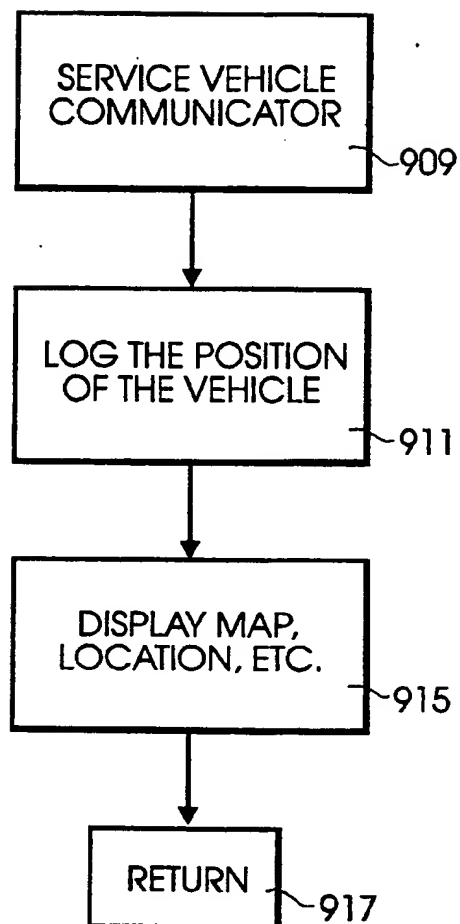 SERVICE VEHICLE
COMMUNICATOR
909
LOG THE POSITION
OF THE VEHICLE
911
DISPLAY MAP,
LOCATION, ETC.
915
RETURN
917